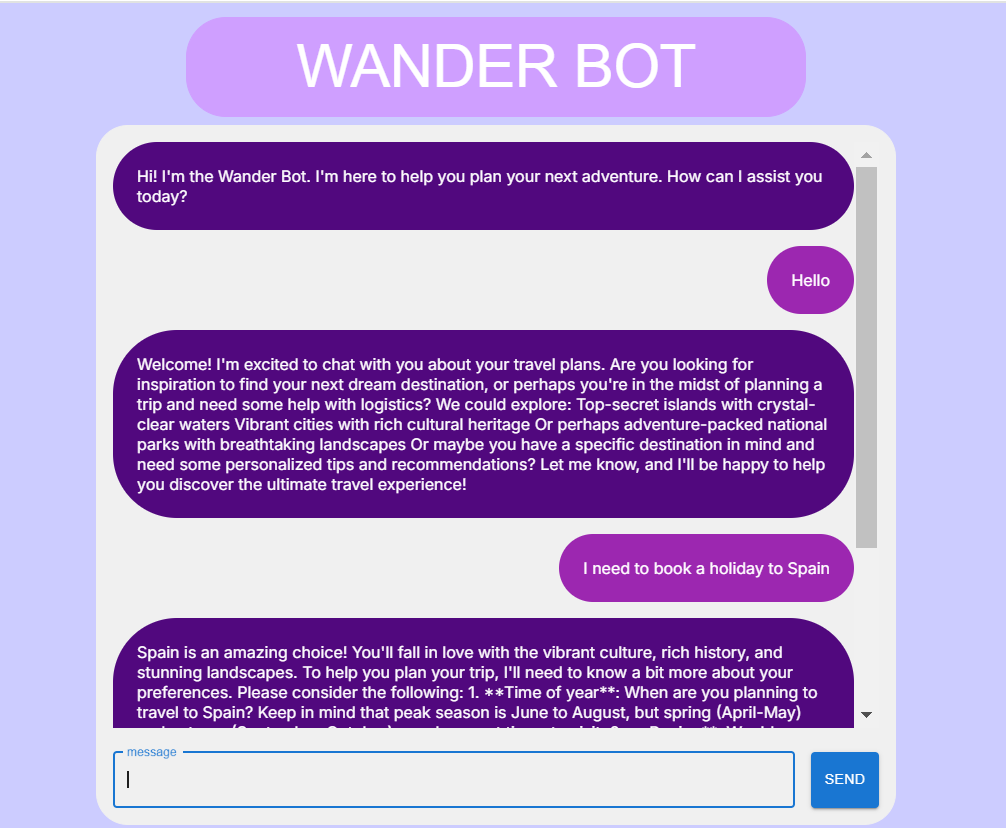 WANDER BOT
Hi! I'm the Wander Bot. I'm here to help you plan your next adventure. How can I assist you
today?
Hello
Welcome! I'm excited to chat with you about your travel plans. Are you looking for
inspiration to find your next dream destination, or perhaps you're in the midst of planning a
trip and need some help with logistics? We could explore: Top-secret islands with crystal-
clear waters Vibrant cities with rich cultural heritage Or perhaps adventure-packed national
parks with breathtaking landscapes Or maybe you have a specific destination in mind and
need some personalized tips and recommendations? Let me know, and I'll be happy to help
you discover the ultimate travel experience!
I need to book a holiday to Spain
Spain is an amazing choice! You'll fall in love with the vibrant culture, rich history, and
stunning landscapes. To help you plan your trip, I'll need to know a bit more about your
preferences. Please consider the following: 1. **Time of year**: When are you planning to
travel to Spain? Keep in mind that peak season is June to August, but spring (April-May)
message
SEND